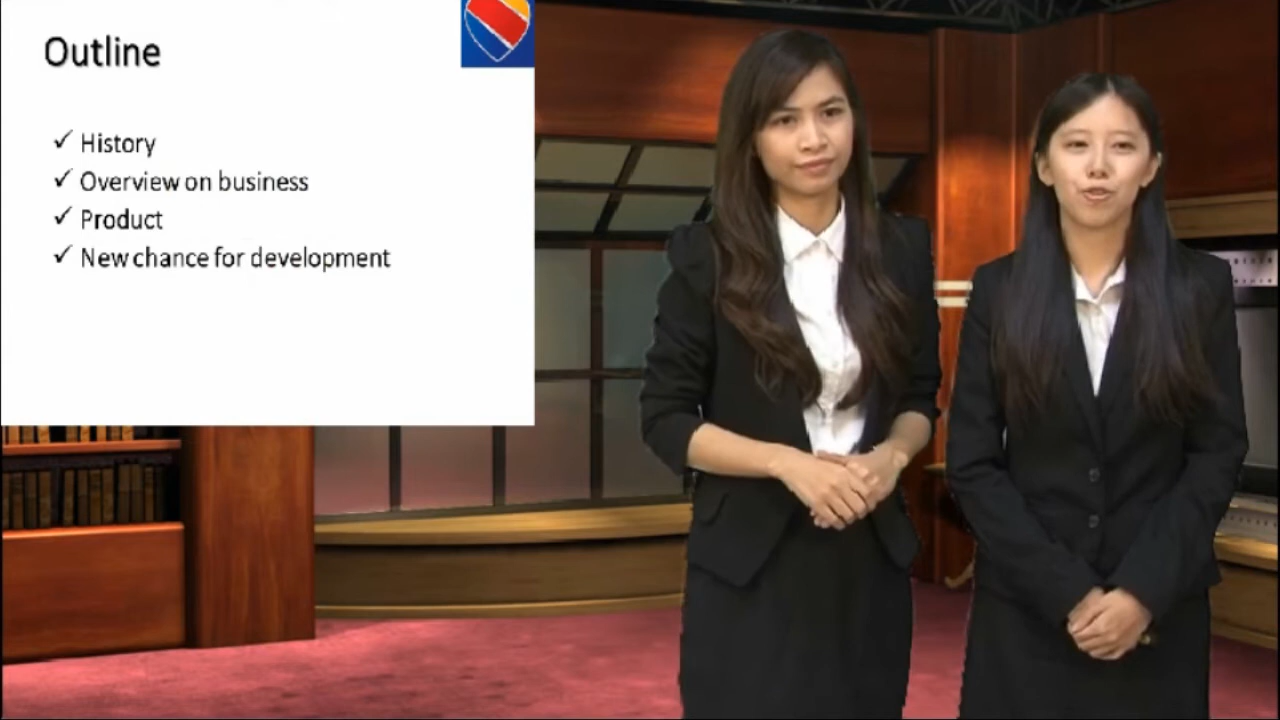 Outline
✓ History
✓ Overview on business
✓ Product
✓ New chance for development